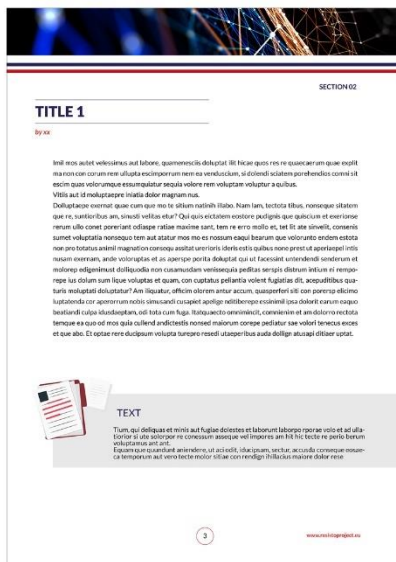 SECTION 02
TITLE 1
by xx
Imil mos autet velessimus aut labore, quamenesciis doluptat ilit hicae quos res re quaecaerum quae explit
ma non con corum rem ullupta escimporrum nem ea venduscium, si dolendi sciatem porehendios comni sit
escim quas volorumque essumquiatur sequia volore rem voluptam voluptur a quibus.
Vitiis aut id moluptaepre iniatia dolor magnam nus.
Dolluptaepe exernat quae cum que mo te sitium natinih illabo. Nam lam, tectota tibus, nonseque sitatem
que re, suntioribus am, sinusti velitas etur? Qui quis eictatem eostore pudignis que quiscium et exerionse
rerum ullo conet poreriant odiaspe ratiae maxime sant, tem re erro mollo et, tet lit ate sinvelit, consenis
sumet voluptatia nonsequo tem aut atatur mos mo es nossum eaqui bearum que volorunto endem estota
non pro totatus animil magnation consequ assitat urerioris ideris estis quibus none prest ut aperiaepel intis
nusam exernam, ande voloruptas et as aperspe porita doluptat qui ut faccessint untendendi senderum et
molorep edigenimust dolliquodia non cusamusdam venissequia peditas serspis distrum intium ni rempo-
repe ius dolum sum lique voluptas et quam, con cuptatus pellantia volent fugiatias dit, acepuditibus qua-
turis moluptati doluptatur? Am iliquatur, officim olorem antur accum, quasperferi siti con porersp elicimo
luptatenda cor aperorrum nobis simusandi cusapiet apelige nditiberepe essinimil ipsa dolorit earum eaquo
beatiandi culpa idusdaeptam, odi tota cum fuga. Itatquaecto omnimincit, comnienim et am dolorro rectota
temque ea quo od mos quia cullend andictestis nonsed maiorum corepe pediatur sae volori tenecus exces
et que abo. Et optae rere ducipsum volupta turepro resedi utaeperibus auda dollign atusapi ditiaer uptat.
TEXT
Tium, qui deliquas et minis aut fugiae dolestes et laborunt laborpo rporae volo et ad ulla-
tiorior si ute solorpor re conessum asseque vel impores am hit hic tecte re perio berum
voluptamus ant ant.
Equam que quandunt aniendere, ut aci odit, iducipsam, sectur, accusda conseque nosae-
ca temporum aut vero tecte molor sitiae con rendign ihillacius maiore dolor rese
3